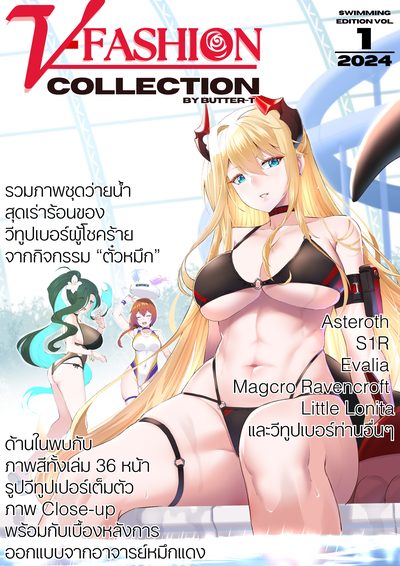 V-FASHION
COLLECTION
BY BUTTER-T
SWIMMING
EDITION VOL.
1
2024
รวมภาพชุดว่ายน้ำ
สุดเร่าร้อนของ
วีทูปเบอร์ผู้โชคร้าย
จากกิจกรรม “ตั๋วหมึก”
Asteroth
S1R
Evalia
Magcro Ravencroft
Little Lonita
และวีทูปเบอร์ท่านอื่นๆ
ด้านในพบกับ
ภาพสีทั้งเล่ม 36 หน้า
รูปวีทูปเปอร์เต็มตัว
ภาพ Close-up
พร้อมกับเบื้องหลังการ
ออกแบบจากอาจารย์หมึกแดง